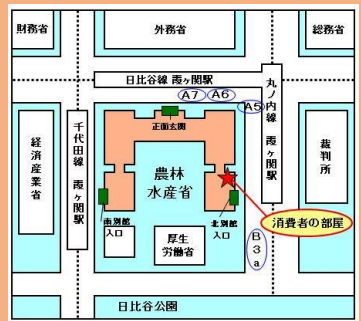 財務省
外務省
総務省
日比谷線 霞ヶ関駅
A7
A6
A5
正面玄関
経済産業省
千代田線 霞ヶ関駅
農林
水産省
丸ノ内線 霞ヶ関駅
裁判所
南別館
入口
北別館
入口
消費者の部屋
厚生
労働省
B3a
日比谷公園